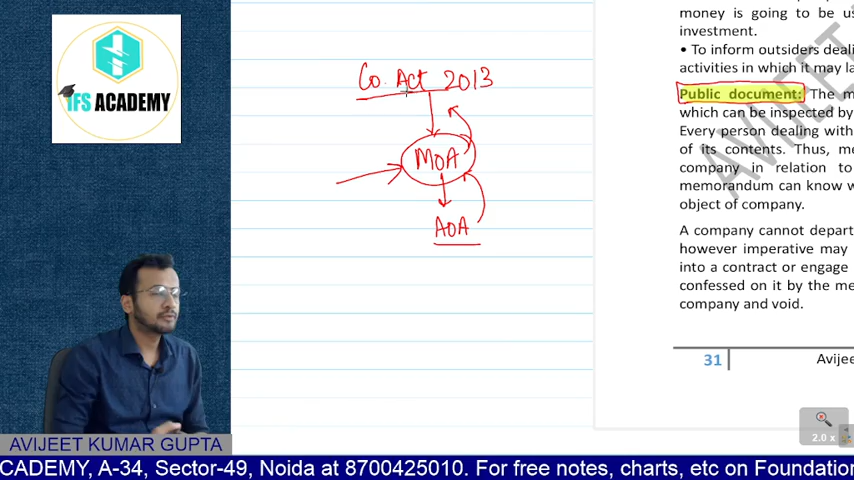 IFS ACADEMY
Co. Act 2013
MOA
AOA
money is going to be us
investment.
• To inform outsiders deali
activities in which it may la
Public document: The m
which can be inspected by
Every person dealing with
of its contents. Thus, me
company in relation to
memorandum can know w
object of company.
A company cannot depart
however imperative may
into a contract or engage
confessed on it by the me
company and void.
31
Avijee
2.0 x
AVIJEET
AVIJEET KUMAR GUPTA
CADEMY, A-34, Sector-49, Noida at 8700425010. For free notes, charts, etc on Foundation